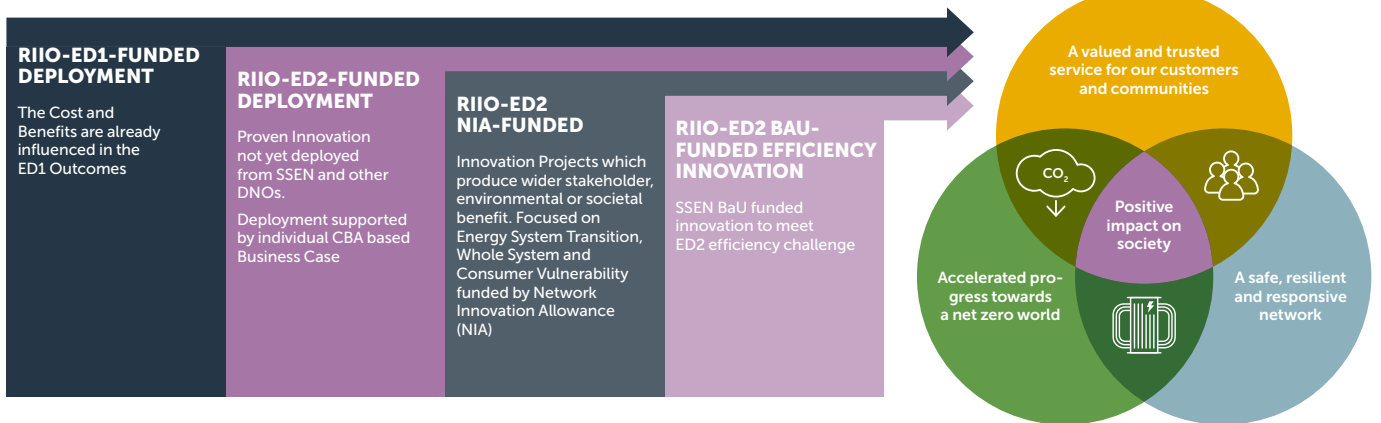 RIIO-ED1-FUNDED
DEPLOYMENT
The Cost and
Benefits are already
influenced in the
ED1 Outcomes
RIIO-ED2-FUNDED
DEPLOYMENT
Proven Innovation
not yet deployed
from SSEN and other
DNOs.
Deployment supported
by individual CBA based
Business Case
RIIO-ED2
NIA-FUNDED
Innovation Projects which
produce wider stakeholder,
environmental or societal
benefit. Focused on
Energy System Transition,
Whole System and
Consumer Vulnerability
funded by Network
Innovation Allowance
(NIA)
RIIO-ED2 BAU-
FUNDED EFFICIENCY
INNOVATION
SSEN BaU funded
innovation to meet
ED2 efficiency challenge
A valued and trusted
service for our customers
and communities
CO₂
Positive
impact on
society
Accelerated pro-
gress towards
a net zero world
A safe, resilient
and responsive
network